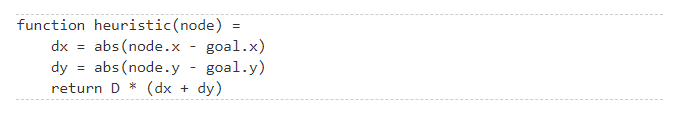 function heuristic(node) =
    dx = abs(node.x - goal.x)
    dy = abs(node.y - goal.y)
    return D * (dx + dy)